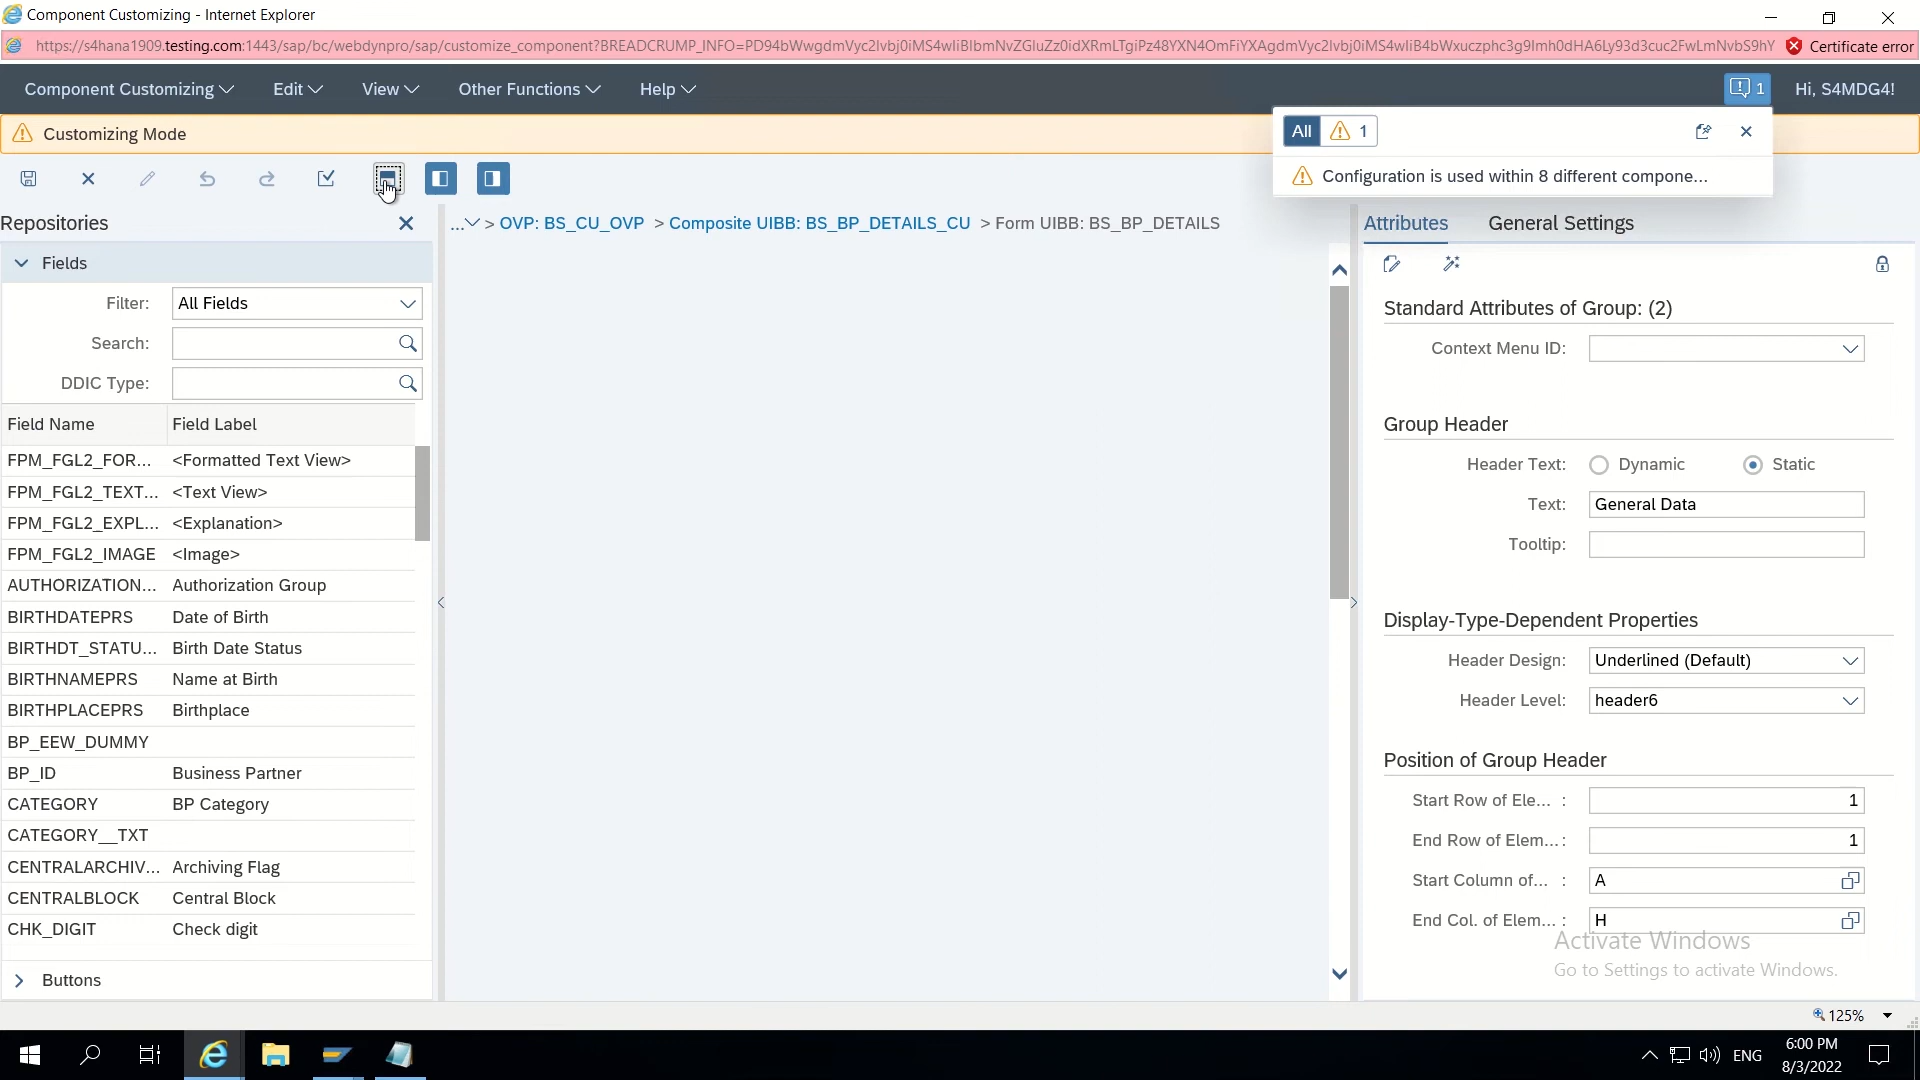 Component Customizing - Internet Explorer
https://s4hana1909.testing.com:1443/sap/bc/webdynpro/sap/customize_component?BREADCRUMP_INFO=
Certificate error
Component Customizing Edit View Other Functions Help 1 Hi, S4MDG4!
Customizing Mode
All 1
Configuration is used within 8 different compone...
Repositories
... > OVP: BS_CU_OVP > Composite UIBB: BS_BP_DETAILS_CU > Form UIBB: BS_BP_DETAILS
Attributes General Settings
Fields
Filter: All Fields
Search:
DDIC Type:
Field Name Field Label
FPM_FGL2_FOR... <Formatted Text View>
FPM_FGL2_TEXT... <Text View>
FPM_FGL2_EXPL... <Explanation>
FPM_FGL2_IMAGE <Image>
AUTHORIZATION... Authorization Group
BIRTHDATEPRS Date of Birth
BIRTHDT_STATU... Birth Date Status
BIRTHNAMEPRS Name at Birth
BIRTHPLACEPRS Birthplace
BP_EEW_DUMMY
BP_ID Business Partner
CATEGORY BP Category
CATEGORY__TXT
CENTRALARCHIV... Archiving Flag
CENTRALBLOCK Central Block
CHK_DIGIT Check digit
Buttons
Standard Attributes of Group: (2)
Context Menu ID:
Group Header
Header Text: Dynamic Static
Text: General Data
Tooltip:
Display-Type-Dependent Properties
Header Design: Underlined (Default)
Header Level: header6
Position of Group Header
Start Row of Ele... : 1
End Row of Elem... : 1
Start Column of... : A
End Col. of Elem... : H
Activate Windows
Go to Settings to activate Windows.
125%
ENG
6:00 PM
8/3/2022